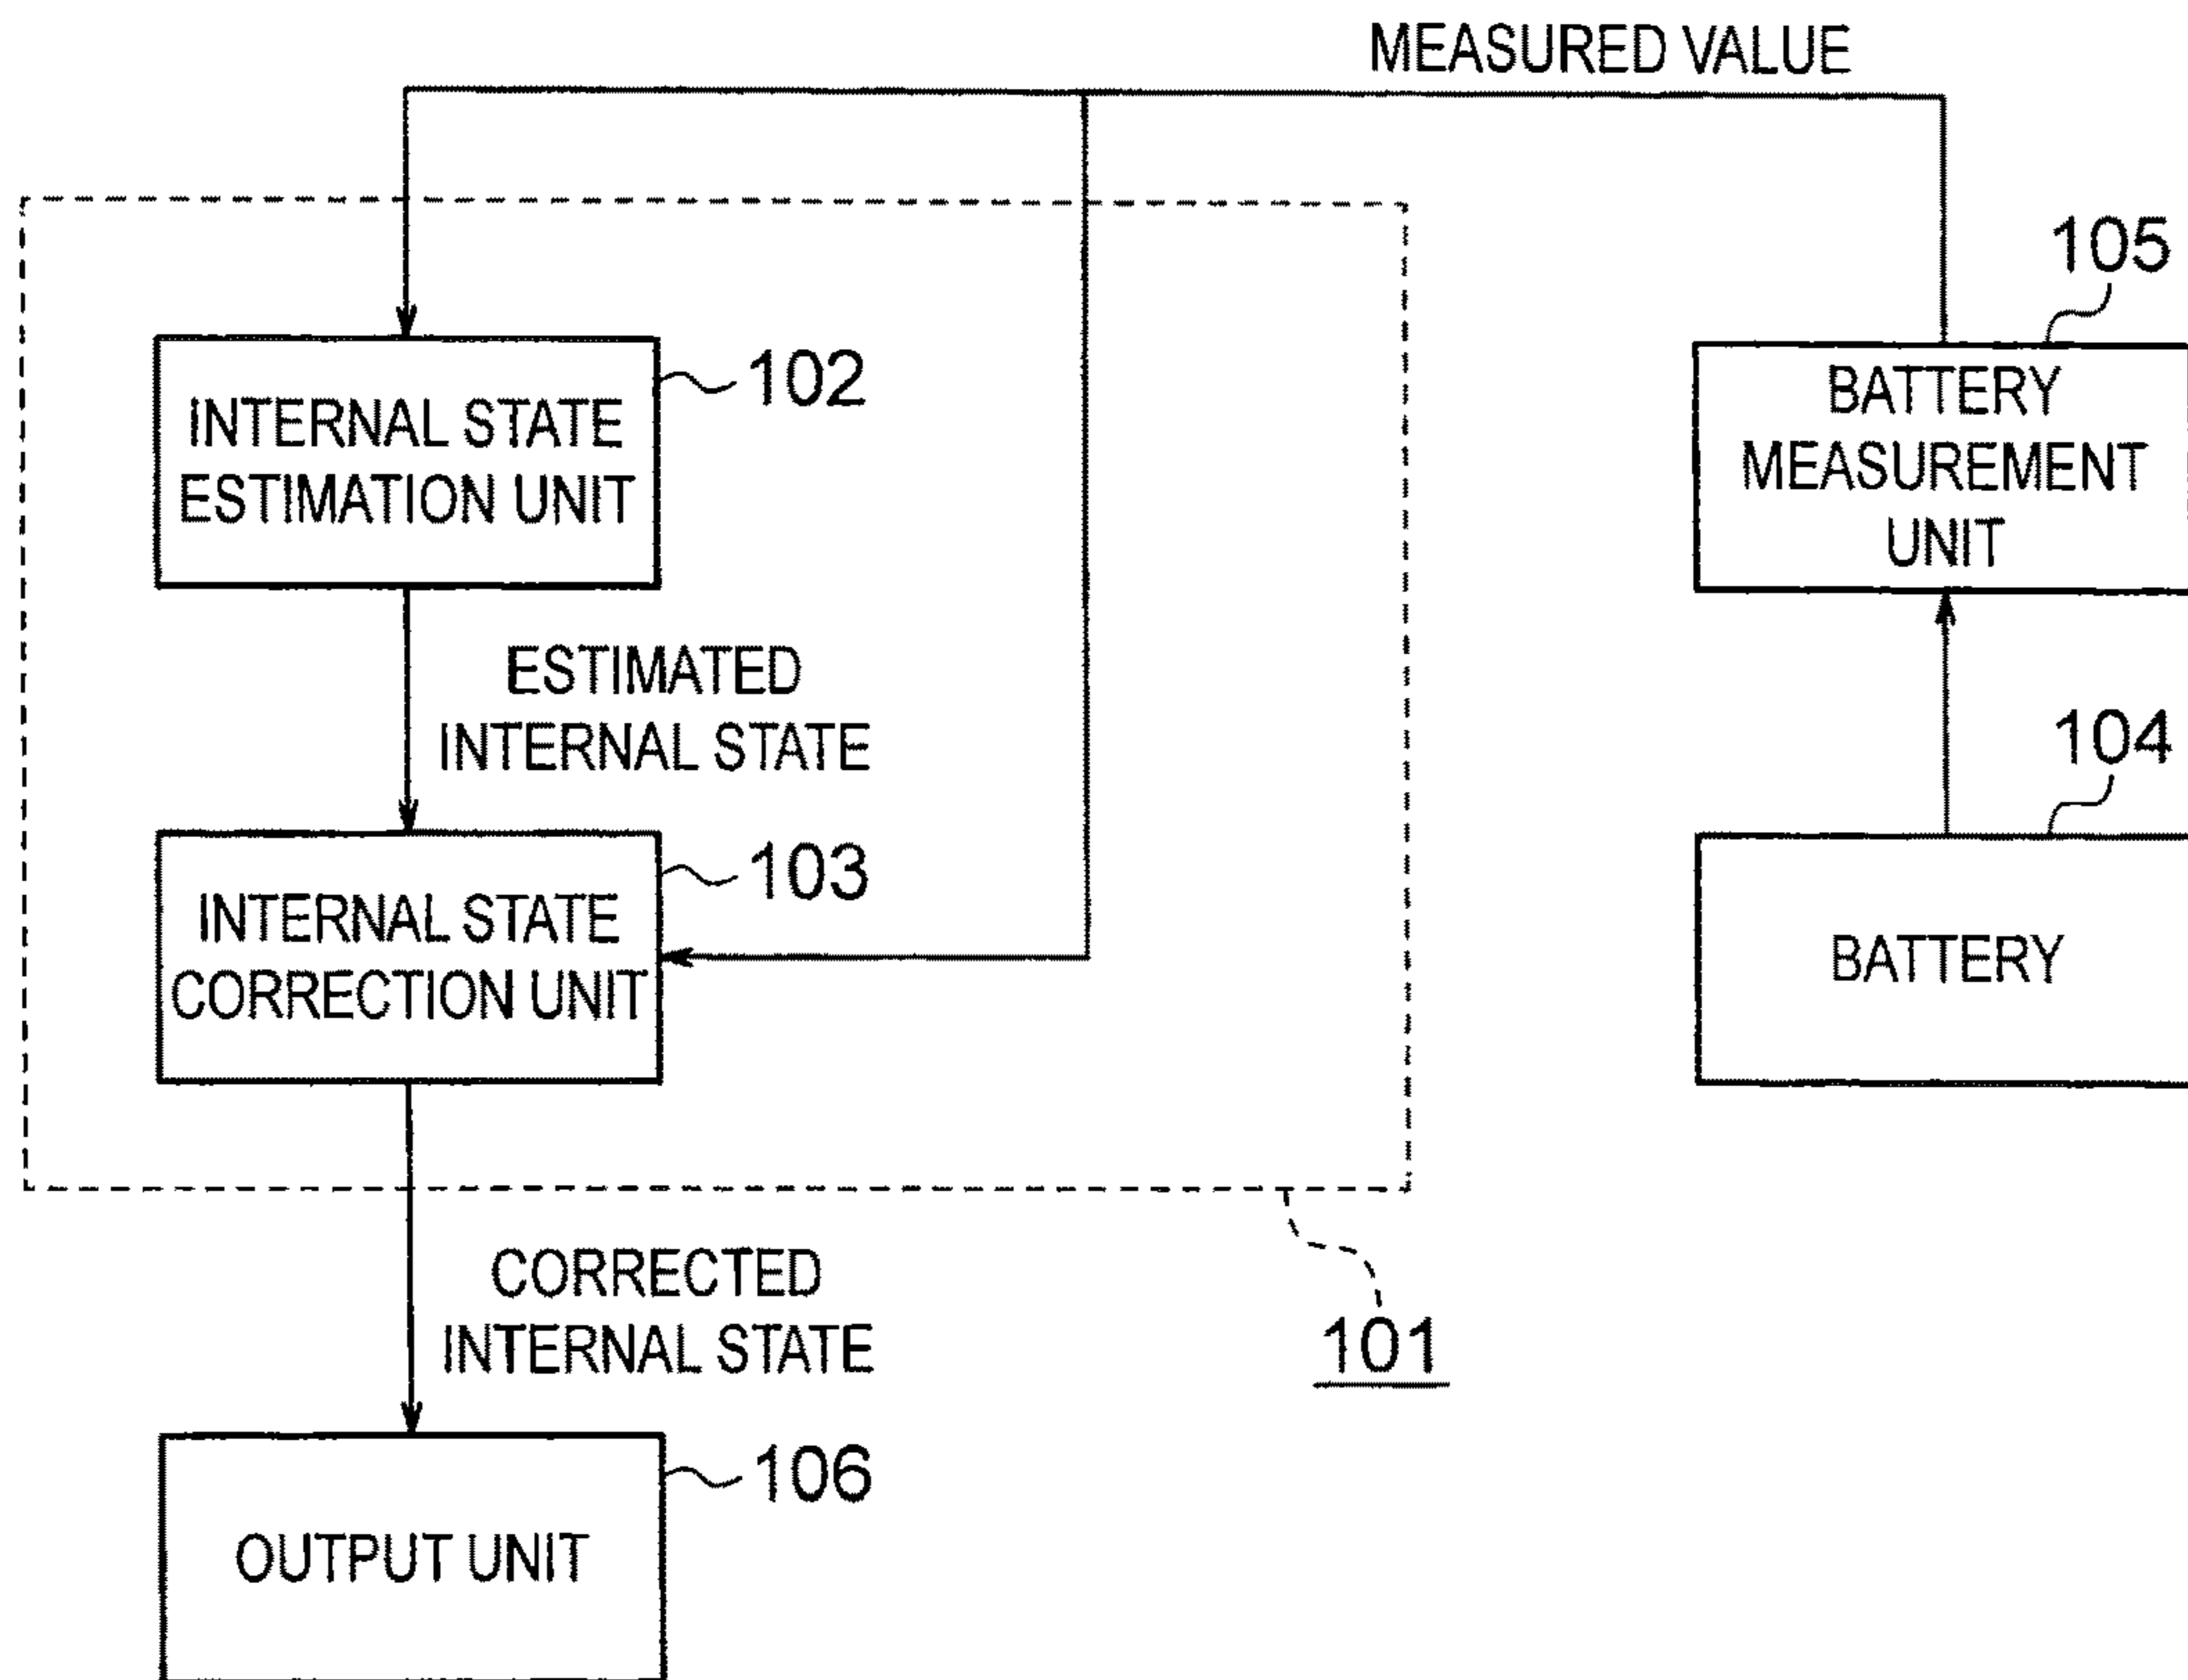 MEASURED VALUE
105
102
INTERNAL STATE
ESTIMATION UNIT
BATTERY
MEASUREMENT
UNIT
ESTIMATED
INTERNAL STATE
104
103
INTERNAL STATE
CORRECTION UNIT
BATTERY
CORRECTED
INTERNAL STATE
101
106
OUTPUT UNIT